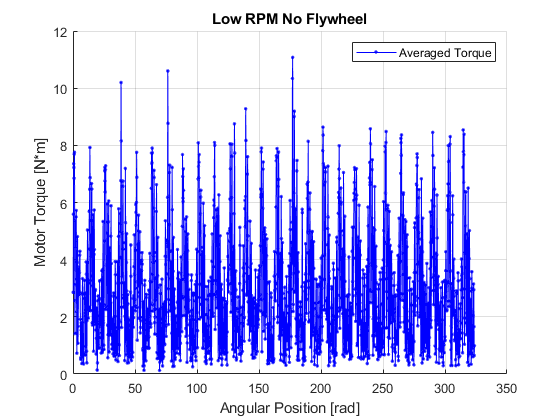 Low RPM No Flywheel
Averaged Torque
Motor Torque [N*m]
12
10
8
6
4
2
0
0 50 100 150 200 250 300 350
Angular Position [rad]